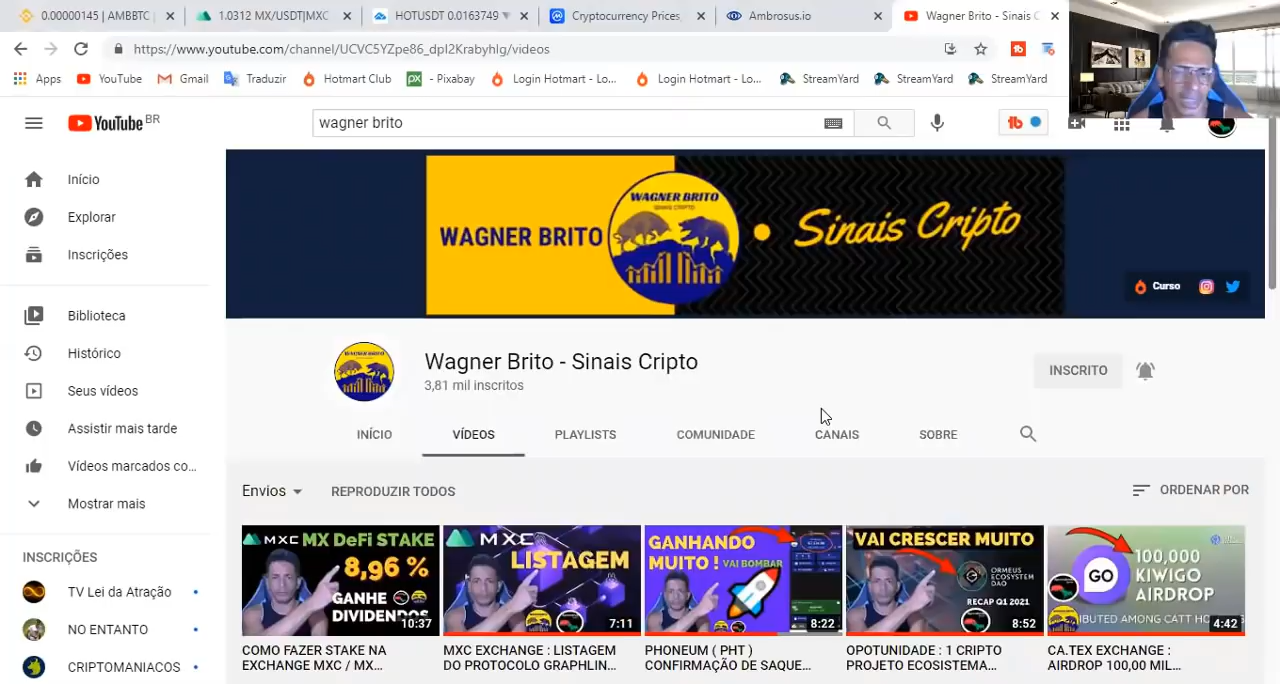 0.00000145 | AMBBTC
1.0312 MX/USDT|MXC
HOTUSDT 0.0163749
Cryptocurrency Prices,
Ambrosus.io
Wagner Brito - Sinais C
https://www.youtube.com/channel/UCVC5YZpe86_dpI2Krabyhlg/videos
Apps
YouTube
Gmail
Traduzir
Hotmart Club
px
- Pixabay
Login Hotmart - Lo...
Login Hotmart - Lo...
StreamYard
StreamYard
StreamYard
YouTube BR
wagner brito
tb
Início
Explorar
Inscrições
Biblioteca
Histórico
Seus vídeos
Assistir mais tarde
Vídeos marcados co...
Mostrar mais
INSCRIÇÕES
TV Lei da Atração
NO ENTANTO
CRIPTOMANIACOS
WAGNER BRITO
WAGNER BRITO
SINAIS CRIPTO
Sinais Cripto
Curso
Wagner Brito - Sinais Cripto
3,81 mil inscritos
INSCRITO
INÍCIO
VÍDEOS
PLAYLISTS
COMUNIDADE
CANAIS
SOBRE
Envios
REPRODUZIR TODOS
ORDENAR POR
MXC MX DeFi STAKE
8,96 %
GANHE
DIVIDENDOS
10:37
COMO FAZER STAKE NA
EXCHANGE MXC / MX...
MXC
LISTAGEM
7:11
MXC EXCHANGE : LISTAGEM
DO PROTOCOLO GRAPHLIN...
GANHANDO
MUITO ! VAI BOMBAR
8:22
PHONEUM ( PHT )
CONFIRMAÇÃO DE SAQUE...
VAI CRESCER MUITO
ORMEUS
ECOSYSTEM
DAO
RECAP Q1 2021
8:52
OPOTUNIDADE : 1 CRIPTO
PROJETO ECOSISTEMA...
GO
100,000
KIWIGO
AIRDROP
4:42
CA.TEX EXCHANGE :
AIRDROP 100,00 MIL...